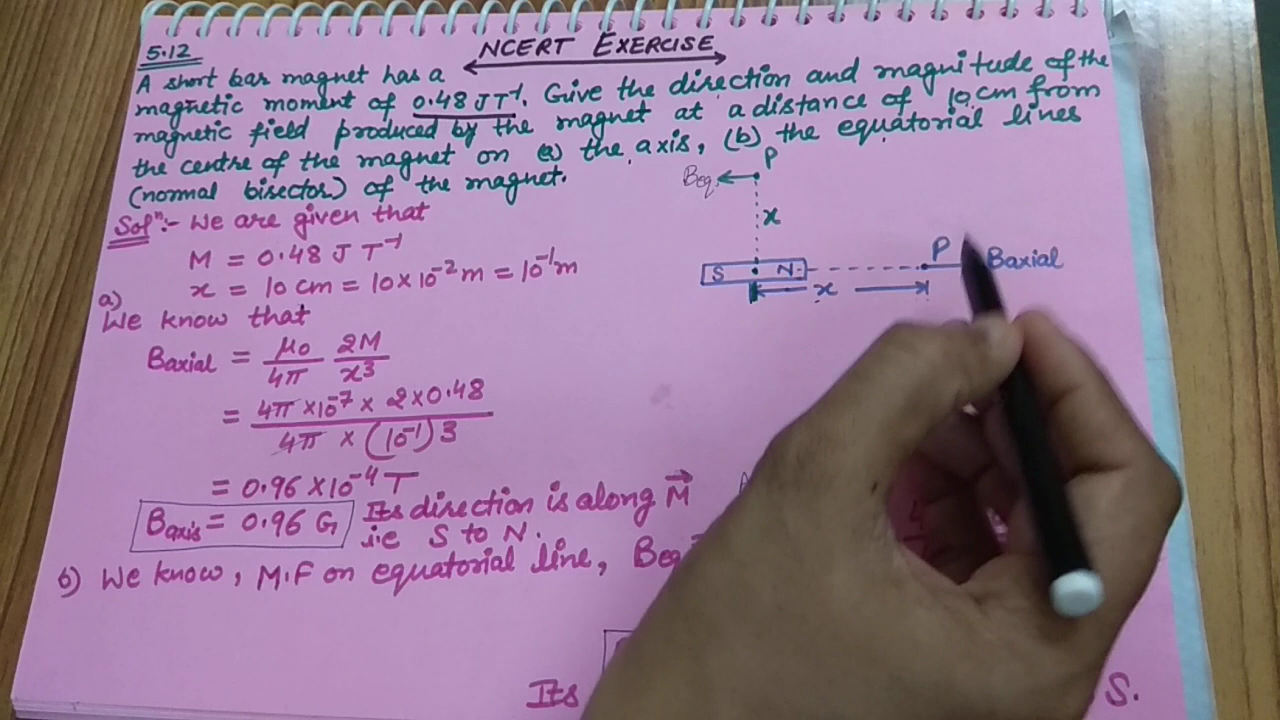 5.12
NCERT EXERCISE
A short bar magnet has a
magnetic moment of 0.48 J T⁻¹. Give the direction and magnitude of the
magnetic field produced by the magnet at a distance of 10 cm from
the centre of the magnet on (a) the axis, (b) the equatorial lines
(normal bisector) of the magnet.
P
Beq.
x
S N
P
Baxial
x
Solⁿ:- We are given that
M = 0.48 J T⁻¹
x = 10 cm = 10×10⁻² m = 10⁻¹ m
a)
We know that
Baxial = μ₀/4π 2M/x³
= 4π ×10⁻⁷ × 2×0.48 / 4π × (10⁻¹)3
= 0.96 ×10⁻⁴ T
Baxis = 0.96 G Its direction is along M⃗
i.e S to N.
b) We know, M.F on equatorial line, Beq
Its S.